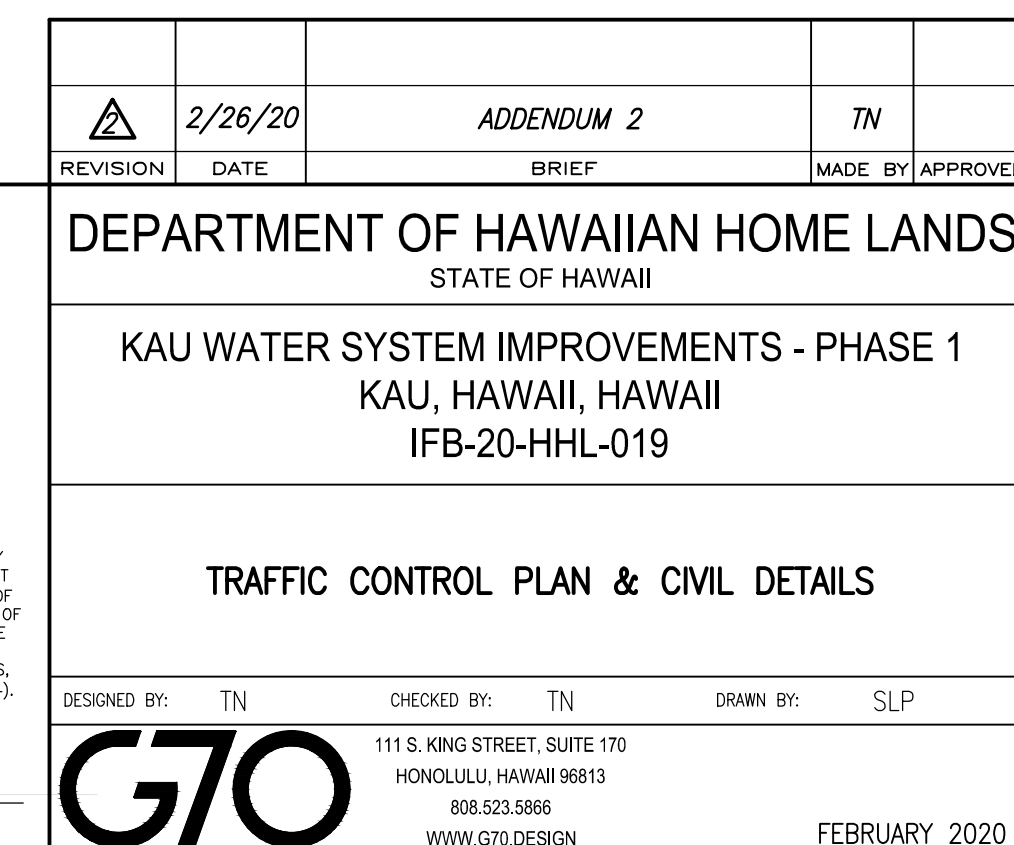 2 2/26/20 ADDENDUM 2 TN
REVISION DATE BRIEF MADE BY APPROVE
DEPARTMENT OF HAWAIIAN HOME LANDS
STATE OF HAWAII
KAU WATER SYSTEM IMPROVEMENTS - PHASE 1
KAU, HAWAII, HAWAII
IFB-20-HHL-019
TRAFFIC CONTROL PLAN & CIVIL DETAILS
OF
OF
DESIGNED BY: TN CHECKED BY: TN DRAWN BY: SLP
G70
111 S. KING STREET, SUITE 170
HONOLULU, HAWAII 96813
808.523.5866
WWW.G70.DESIGN
FEBRUARY 2020